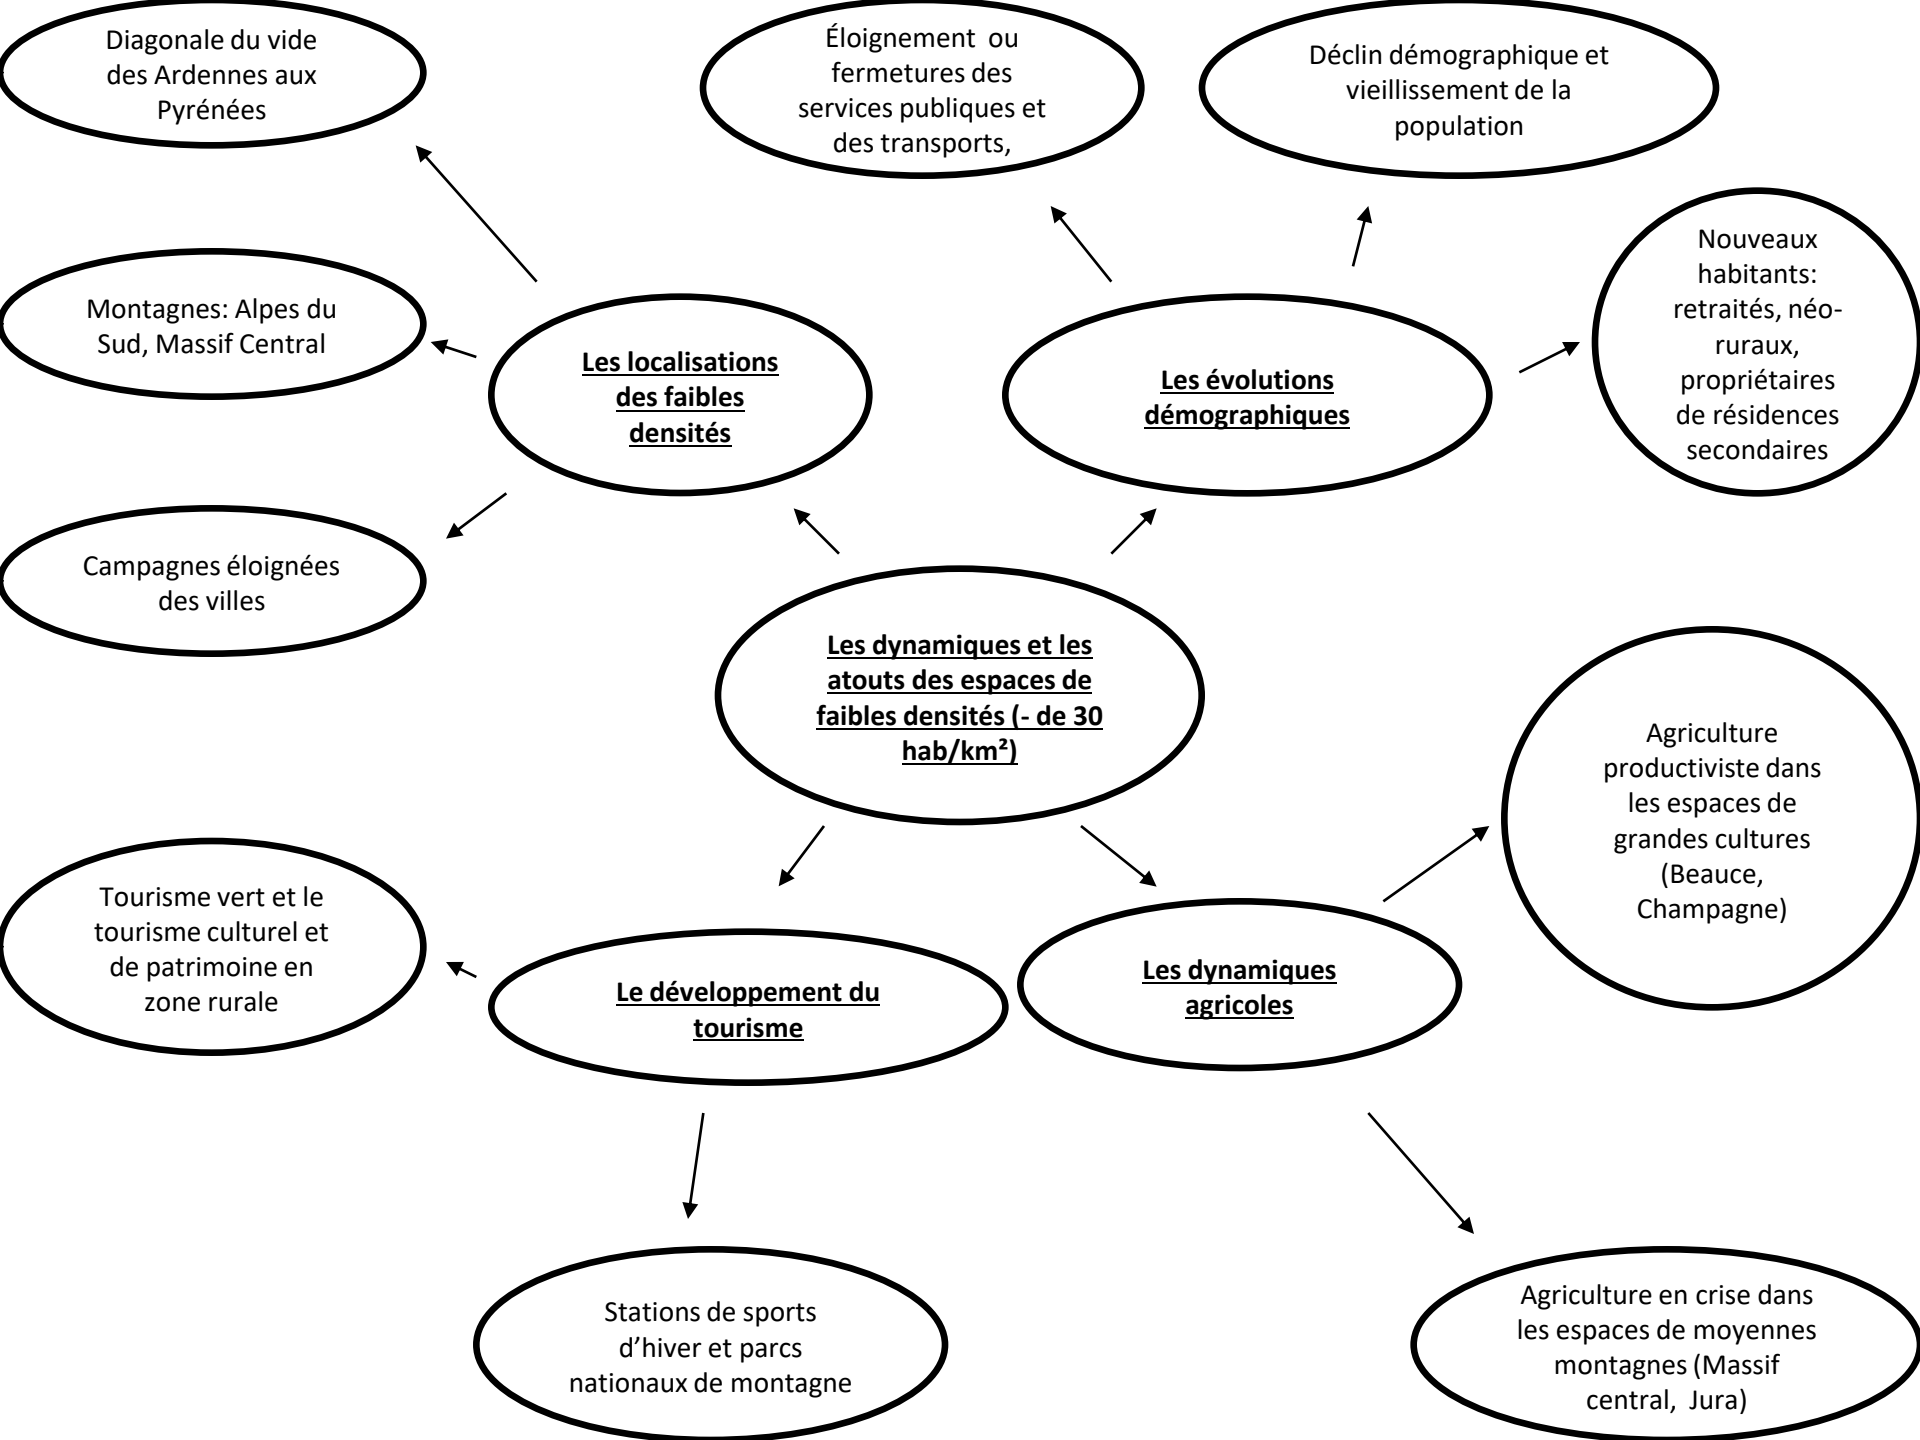 Diagonale du vide
des Ardennes aux
Pyrénées
Éloignement ou
fermetures des
services publiques et
des transports,
Déclin démographique et
vieillissement de la
population
Nouveaux
habitants:
retraités, néo-
ruraux,
propriétaires
de résidences
secondaires
Montagnes: Alpes du
Sud, Massif Central
Les localisations
des faibles
densités
Les évolutions
démographiques
Campagnes éloignées
des villes
Les dynamiques et les
atouts des espaces de
faibles densités (- de 30
hab/km²)
Agriculture
productiviste dans
les espaces de
grandes cultures
(Beauce,
Champagne)
Tourisme vert et le
tourisme culturel et
de patrimoine en
zone rurale
Le développement du
tourisme
Les dynamiques
agricoles
Stations de sports
d’hiver et parcs
nationaux de montagne
Agriculture en crise dans
les espaces de moyennes
montagnes (Massif
central, Jura)